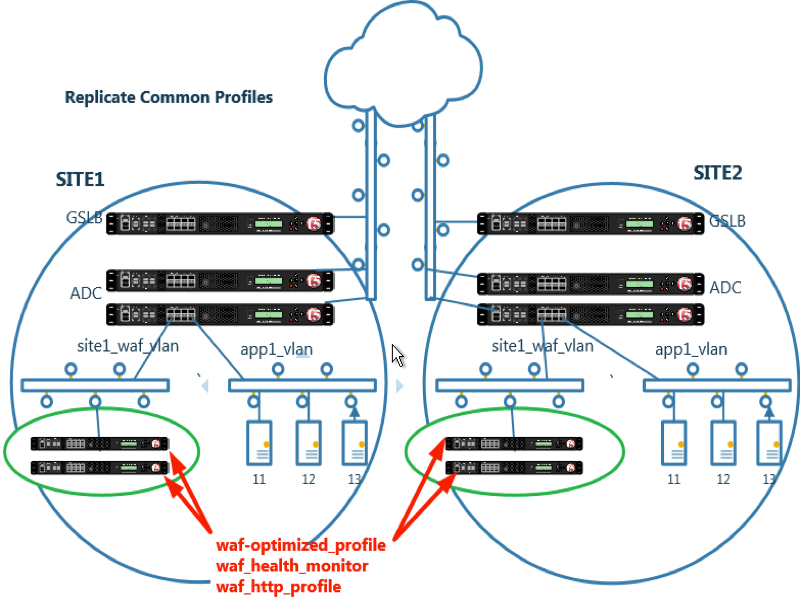 Replicate Common Profiles
SITE1
SITE2
GSLB
GSLB
ADC
ADC
site1_waf_vlan
app1_vlan
site1_waf_vlan
app1_vlan
11
12
13
11
12
13
waf-optimized_profile
waf_health_monitor
waf_http_profile